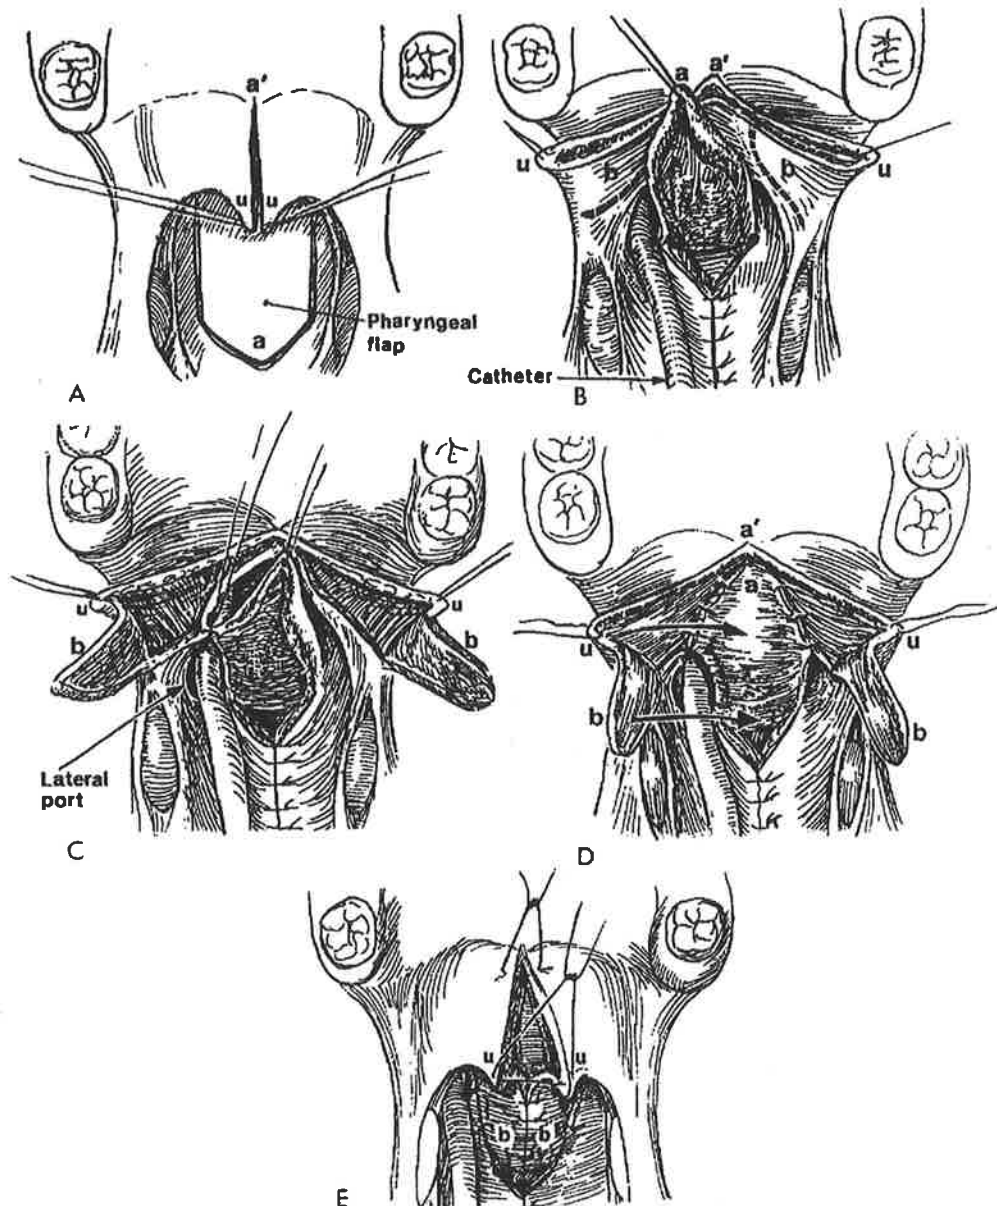 a'
u u
Pharyngeal
flap
a
A
a a'
u b b u
Catheter
B
u u
b b
Lateral
port
C
a'
a
u u
b b
D
u u
b b
E